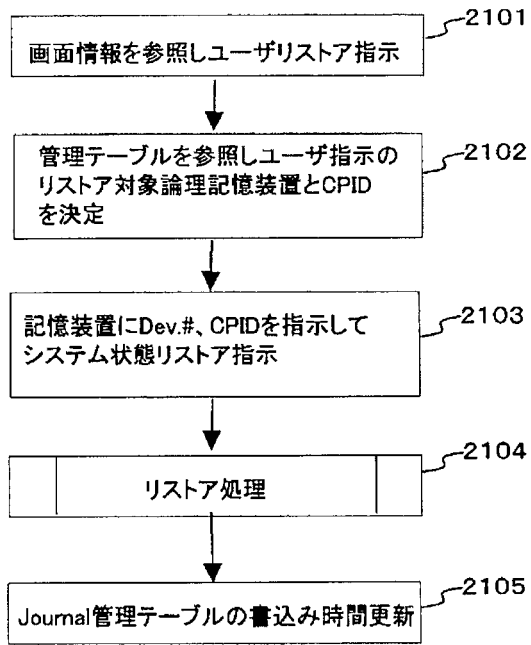 2101
画面情報を参照しユーザリストア指示
2102
管理テーブルを参照しユーザ指示の
リストア対象論理記憶装置とCPID
を決定
2103
記憶装置にDev.#、CPIDを指示して
システム状態リストア指示
2104
リストア処理
2105
Journal管理テーブルの書込み時間更新